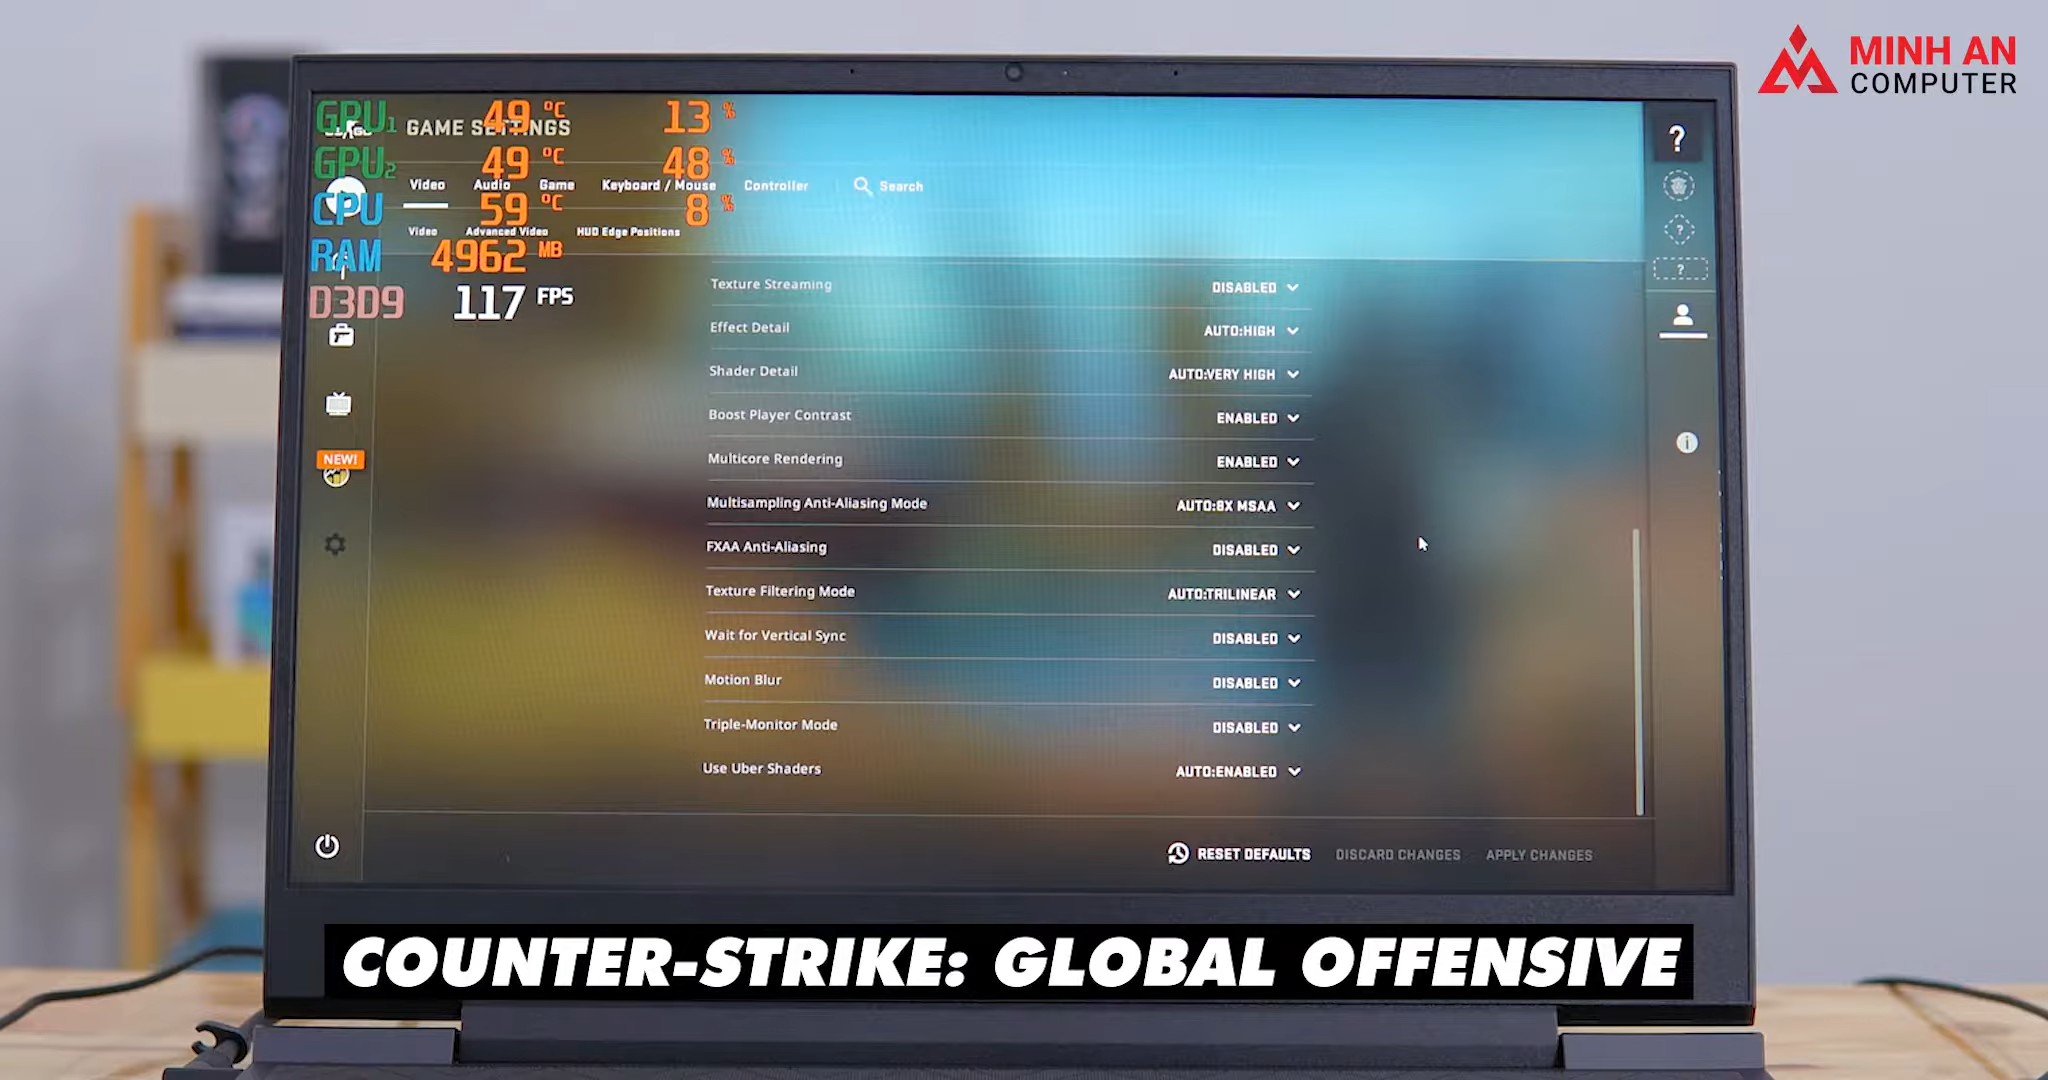 MINH AN
COMPUTER
GPU1 49 °C 13 %
GAME SETTINGS
GPU2 49 °C 48 %
Video Audio Game Keyboard / Mouse Controller Search
CPU 59 °C 8 %
Video Advanced Video HUD Edge Positions
RAM 4962 MB
D3D9 117 FPS
Texture Streaming DISABLED
Effect Detail AUTO:HIGH
Shader Detail AUTO:VERY HIGH
Boost Player Contrast ENABLED
Multicore Rendering ENABLED
NEW!
Multisampling Anti-Aliasing Mode AUTO:8X MSAA
FXAA Anti-Aliasing DISABLED
Texture Filtering Mode AUTO:TRILINEAR
Wait for Vertical Sync DISABLED
Motion Blur DISABLED
Triple-Monitor Mode DISABLED
Use Uber Shaders AUTO:ENABLED
RESET DEFAULTS DISCARD CHANGES APPLY CHANGES
COUNTER-STRIKE: GLOBAL OFFENSIVE